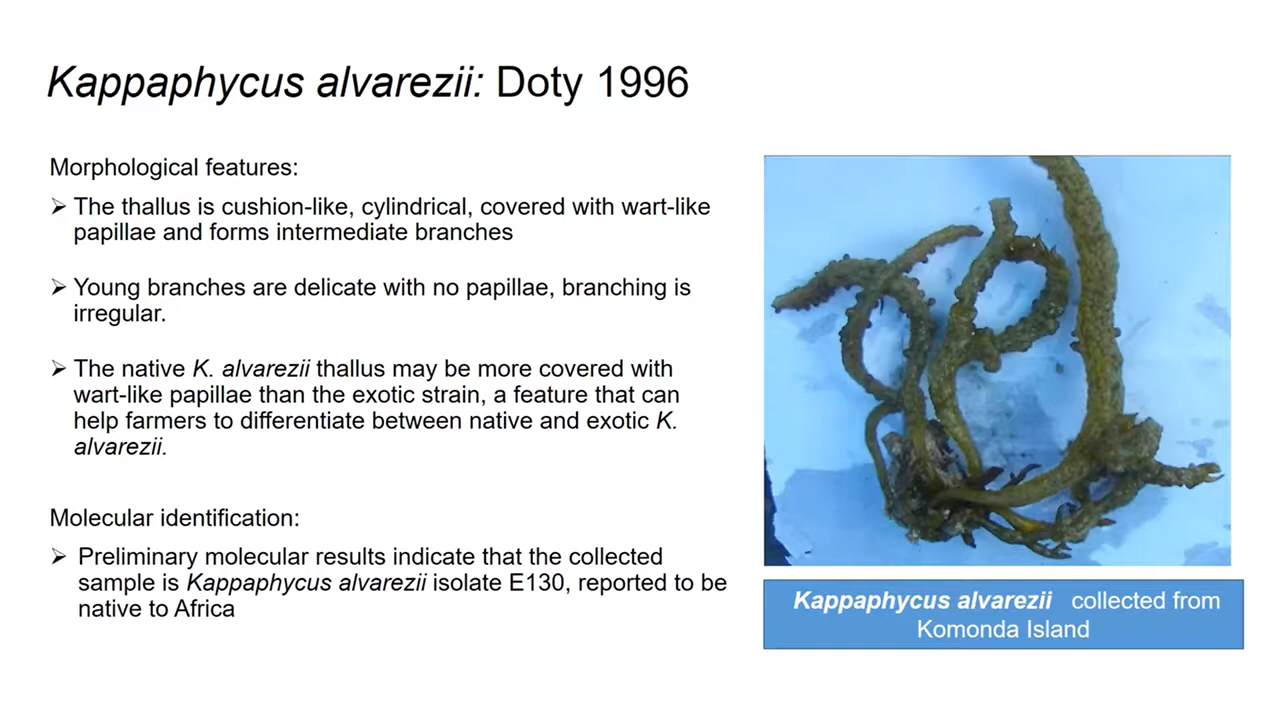 Kappaphycus alvarezii: Doty 1996
Morphological features:
➢ The thallus is cushion-like, cylindrical, covered with wart-like
papillae and forms intermediate branches
➢ Young branches are delicate with no papillae, branching is
irregular.
➢ The native K. alvarezii thallus may be more covered with
wart-like papillae than the exotic strain, a feature that can
help farmers to differentiate between native and exotic K.
alvarezii.
Molecular identification:
➢ Preliminary molecular results indicate that the collected
sample is Kappaphycus alvarezii isolate E130, reported to be
native to Africa
Kappaphycus alvarezii collected from
Komonda Island